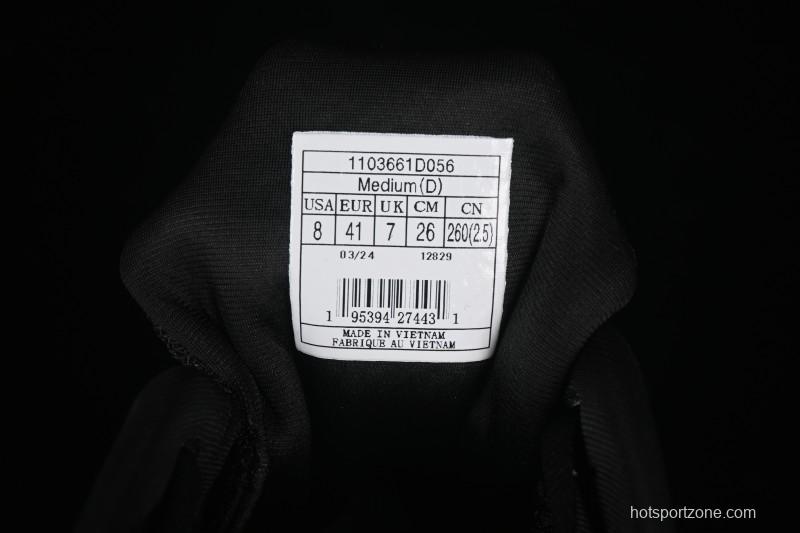 1103661D056
Medium(D)
USA EUR UK CM CN
8 41 7 26 260(2.5)
03/24 12829
1 95394 27443 1
MADE IN VIETNAM
FABRIQUE AU VIETNAM
hotsportzone.com